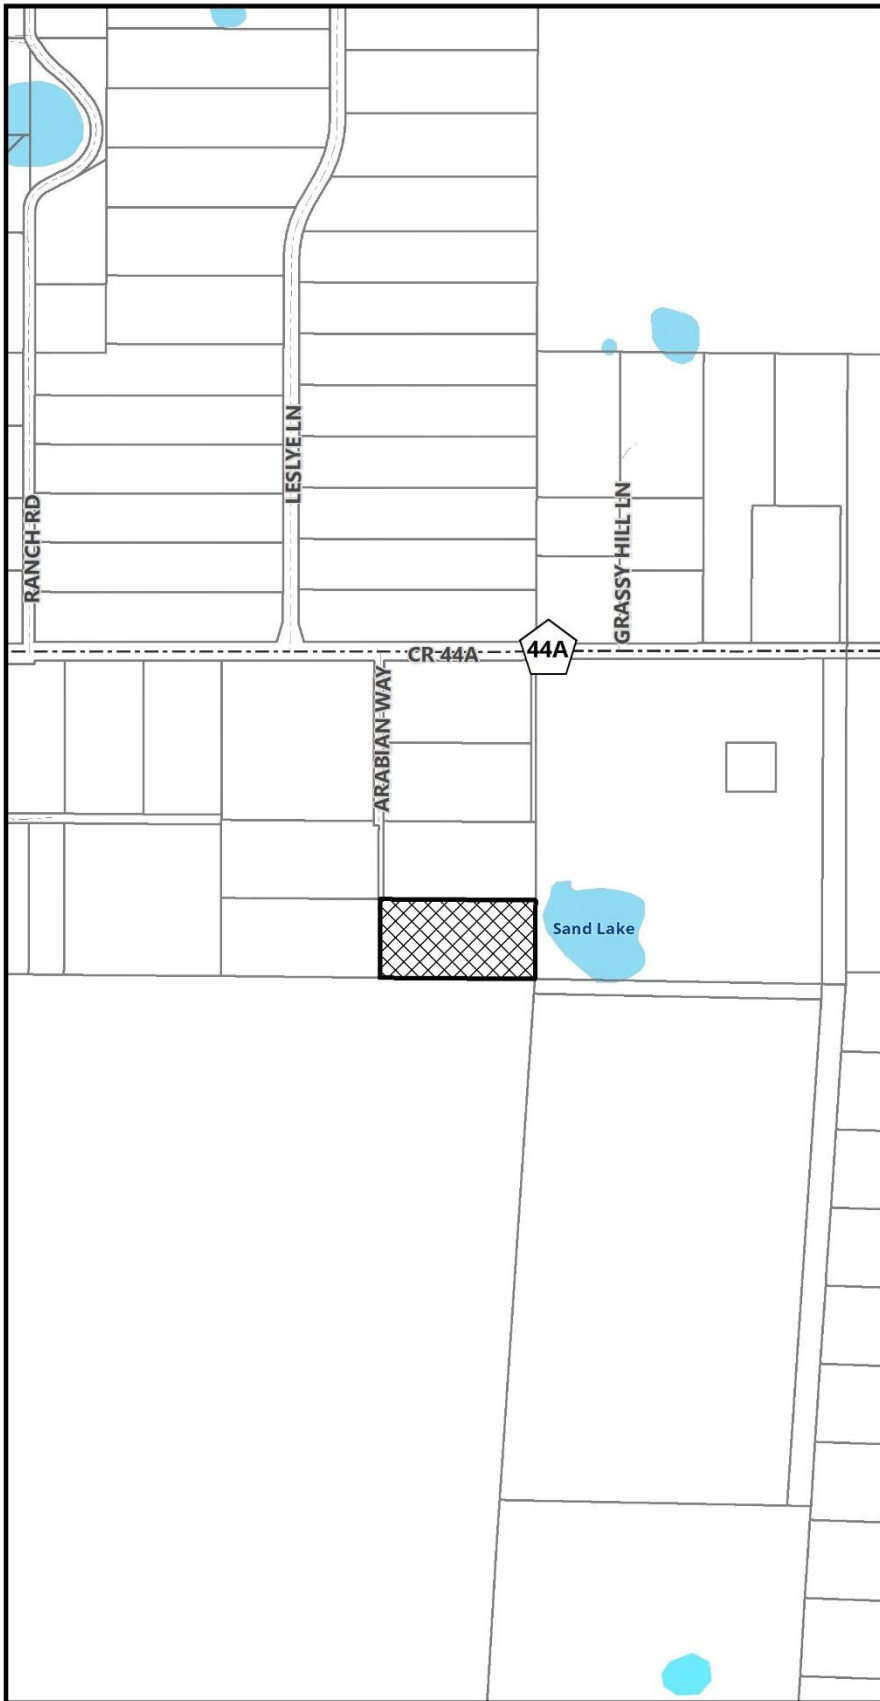 LESLYE LN
RANCH RD
GRASSY HILL LN
CR 44A
44A
ARABIAN WAY
Sand Lake